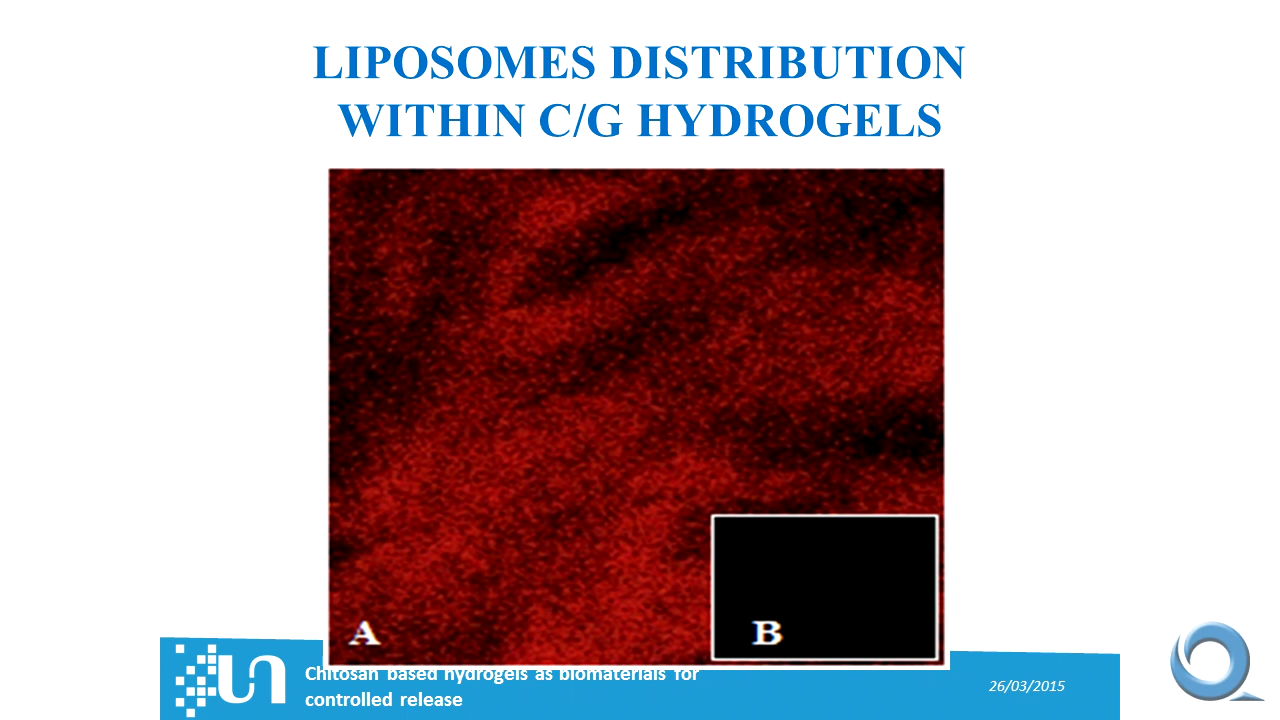 LIPOSOMES DISTRIBUTION
WITHIN C/G HYDROGELS
A
B
Chitosan based hydrogels as biomaterials for
controlled release
26/03/2015